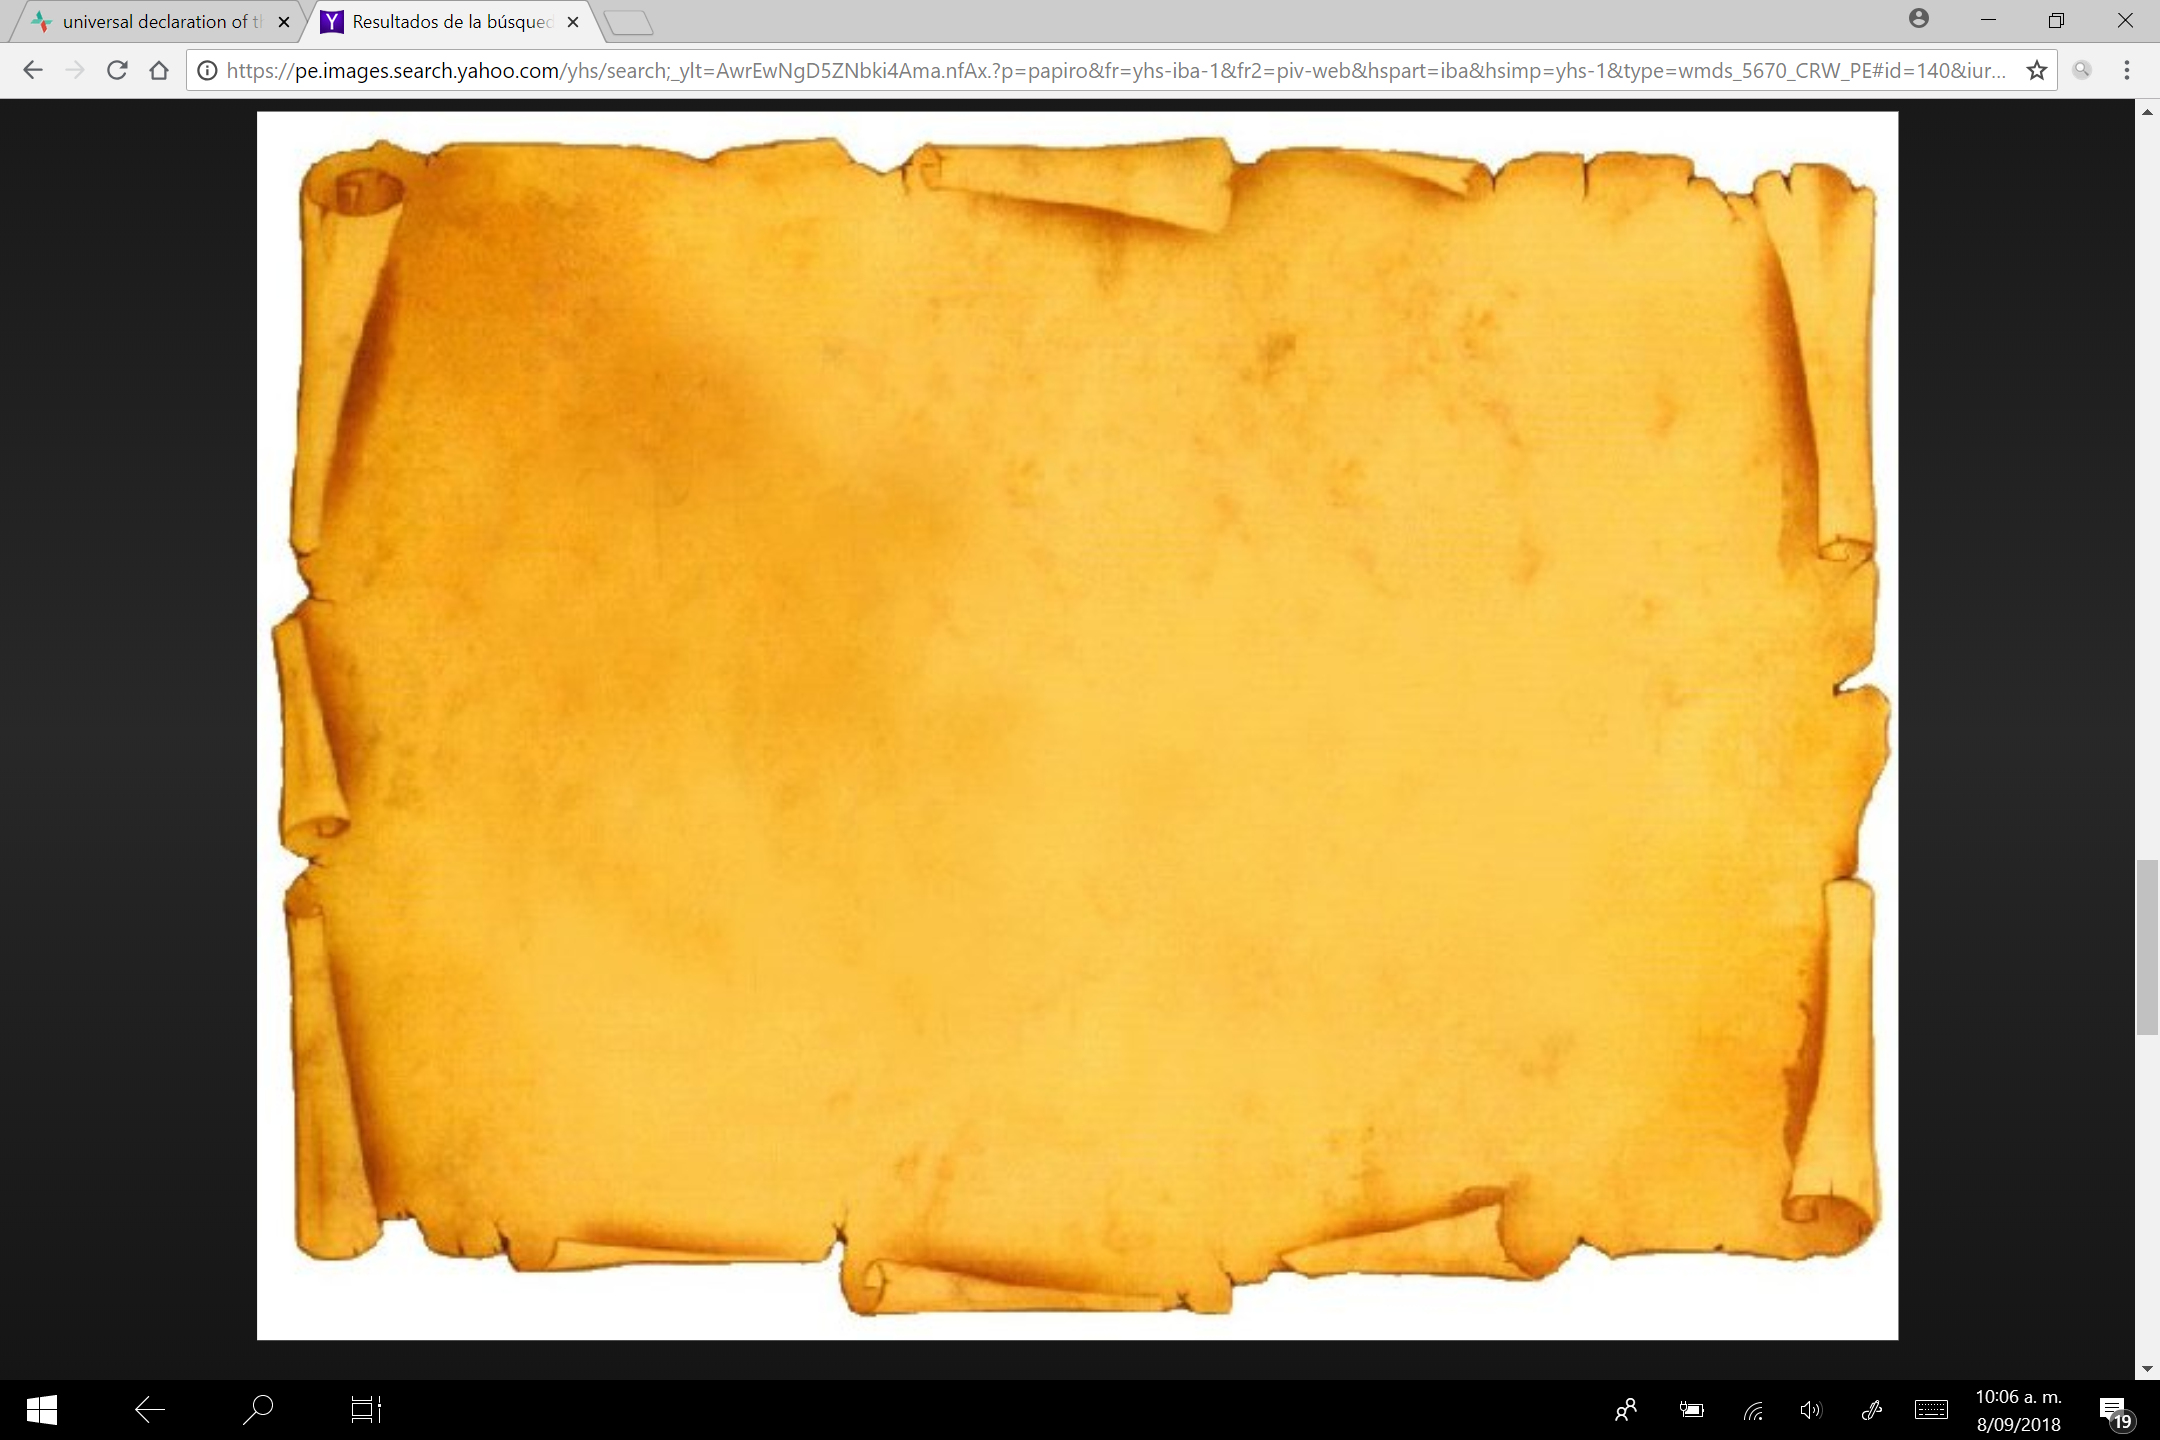 universal declaration of t
Resultados de la búsqued
https://pe.images.search.yahoo.com/yhs/search;_ylt=AwrEwNgD5ZNbki4Ama.nfAx.?p=papiro&fr=yhs-iba-1&fr2=piv-web&hspart=iba&hsimp=yhs-1&type=wmds_5670_CRW_PE#id=140&iur...
10:06 a. m.
8/09/2018
19